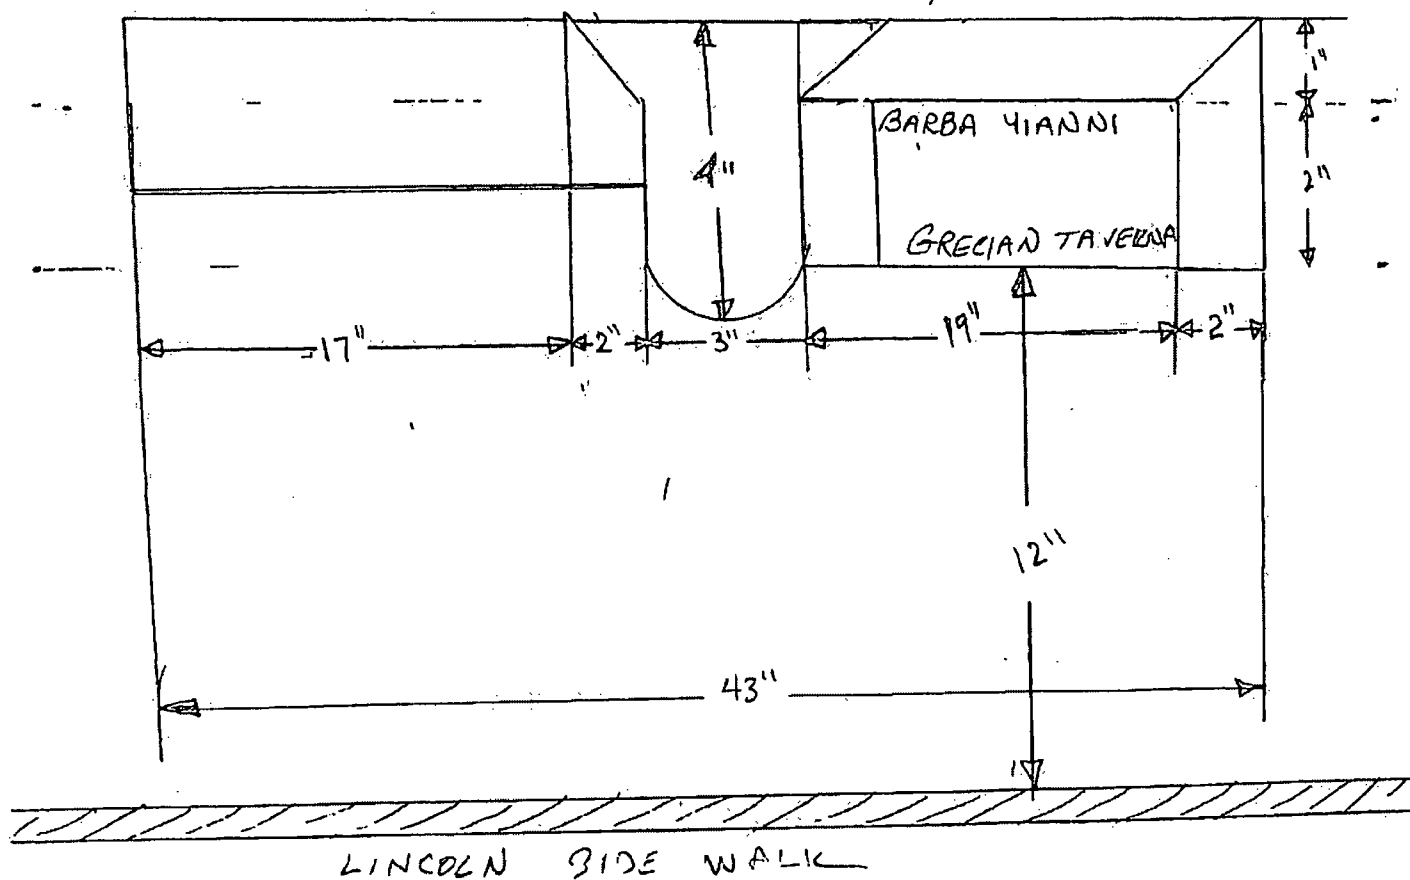 1"
BARBA YIANNI
4"
2"
GRECIAN TAVERNA
17" 2" 3" 19" 2"
12"
43"
LINCOLN SIDE WALK